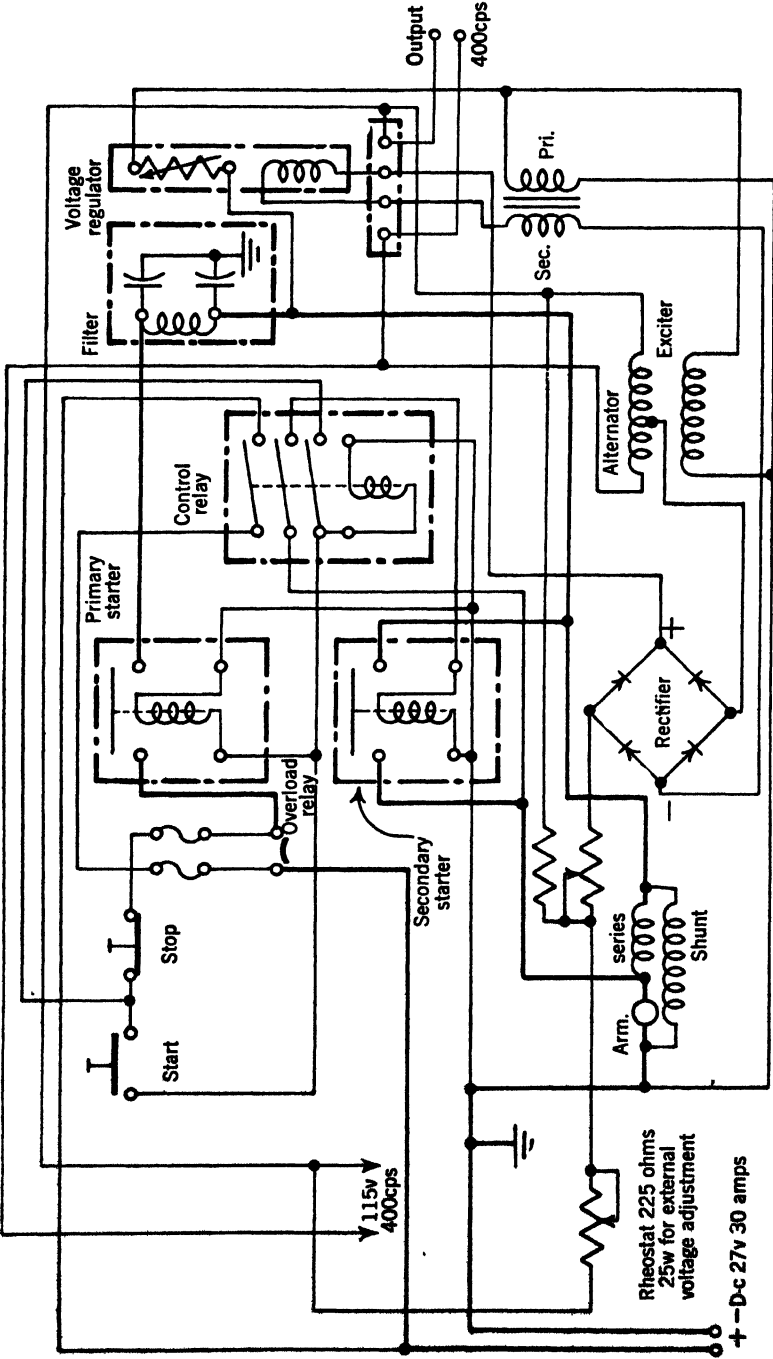 Output
400cps
Voltage
regulator
Pri.
Filter
Sec.
Exciter
Alternator
Control
relay
Primary
starter
+
Rectifier
−
Overload
relay
Secondary
starter
Stop
series
Shunt
Start
Arm.
115v
400cps
Rheostat 225 ohms
25w for external
voltage adjustment
+ − D-c 27v 30 amps